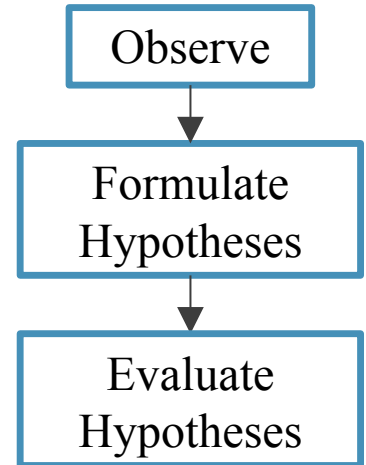 Observe
Formulate
Hypotheses
Evaluate
Hypotheses